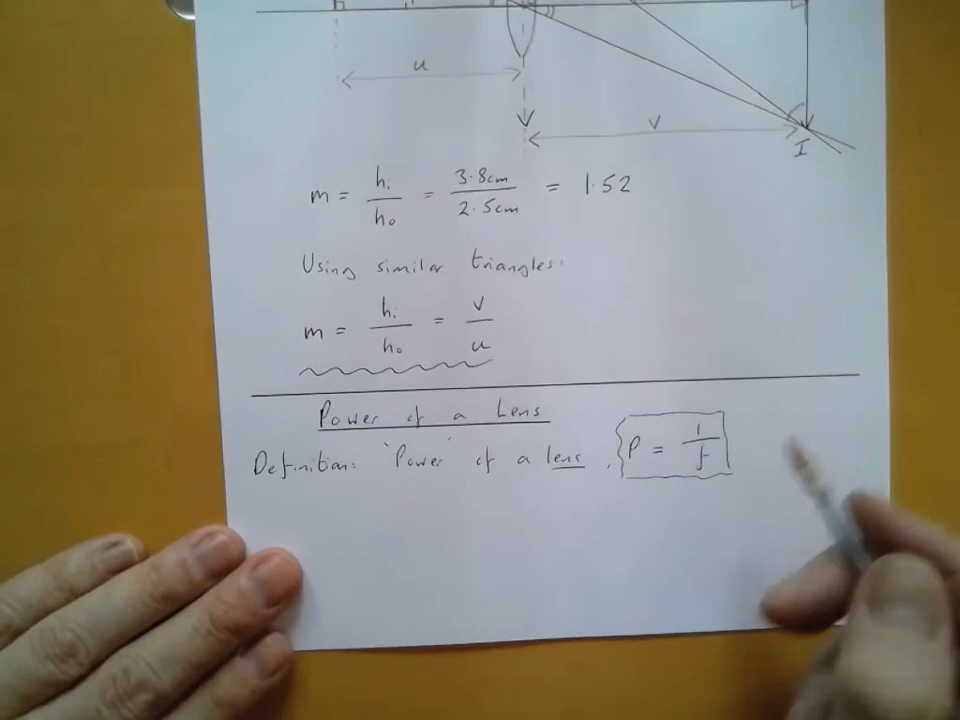 u
v
I
m = hi/ho = 3.8cm/2.5cm = 1.52
Using similar triangles:
m = hi/ho = v/u
Power of a Lens
Definition: 'Power' of a lens, P = 1/f